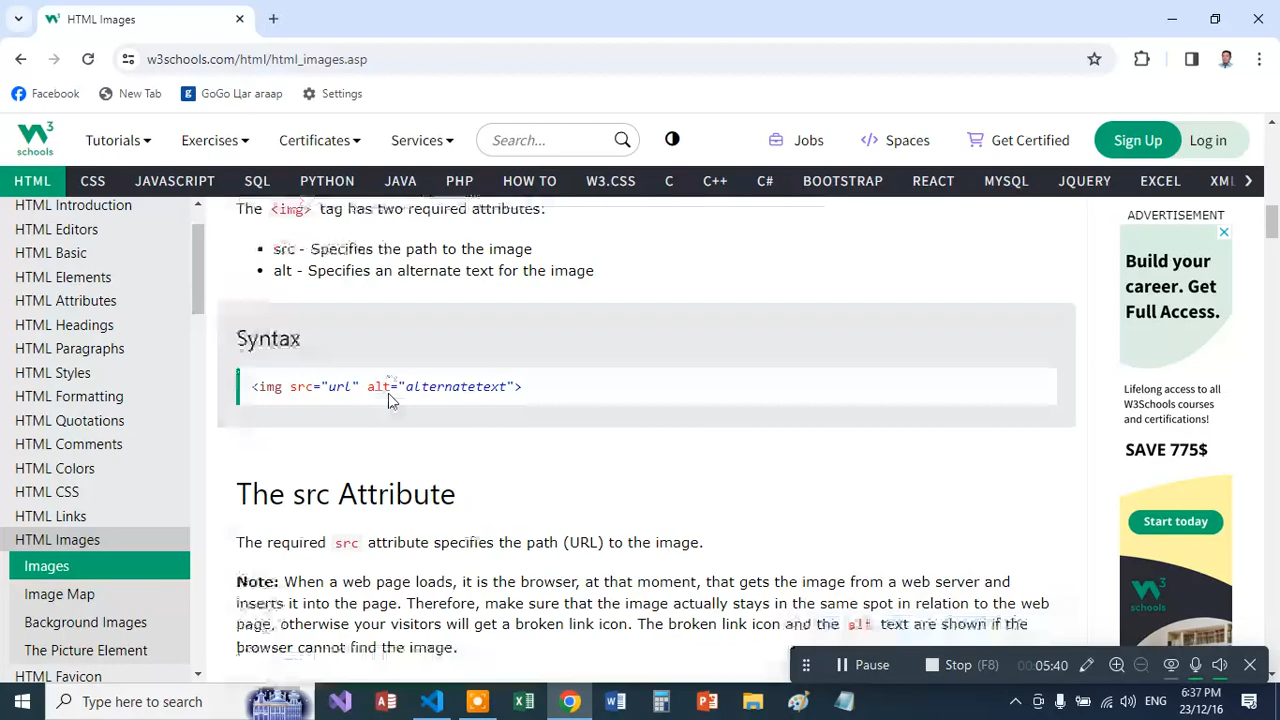 HTML Images
w3schools.com/html/html_images.asp
Facebook New Tab GoGo Цаг агаар Settings
W3 schools Tutorials Exercises Certificates Services Search... Jobs Spaces Get Certified Sign Up Log in
HTML CSS JAVASCRIPT SQL PYTHON JAVA PHP HOW TO W3.CSS C C++ C# BOOTSTRAP REACT MYSQL JQUERY EXCEL XM
HTML Introduction
HTML Editors
HTML Basic
HTML Elements
HTML Attributes
HTML Headings
HTML Paragraphs
HTML Styles
HTML Formatting
HTML Quotations
HTML Comments
HTML Colors
HTML CSS
HTML Links
HTML Images
Images
Image Map
Background Images
The Picture Element
HTML Favicon
The <img> tag has two required attributes:
• src - Specifies the path to the image
• alt - Specifies an alternate text for the image
Syntax
<img src="url" alt="alternatetext">
The src Attribute
The required src attribute specifies the path (URL) to the image.
Note: When a web page loads, it is the browser, at that moment, that gets the image from a web server and
inserts it into the page. Therefore, make sure that the image actually stays in the same spot in relation to the web
page, otherwise your visitors will get a broken link icon. The broken link icon and the alt text are shown if the
browser cannot find the image.
ADVERTISEMENT
Build your
career. Get
Full Access.
Lifelong access to all
W3Schools courses
and certifications!
SAVE 775$
Start today
W3 schools
Pause Stop (F8) 00:05:40
Type here to search
ENG 6:37 PM
23/12/16